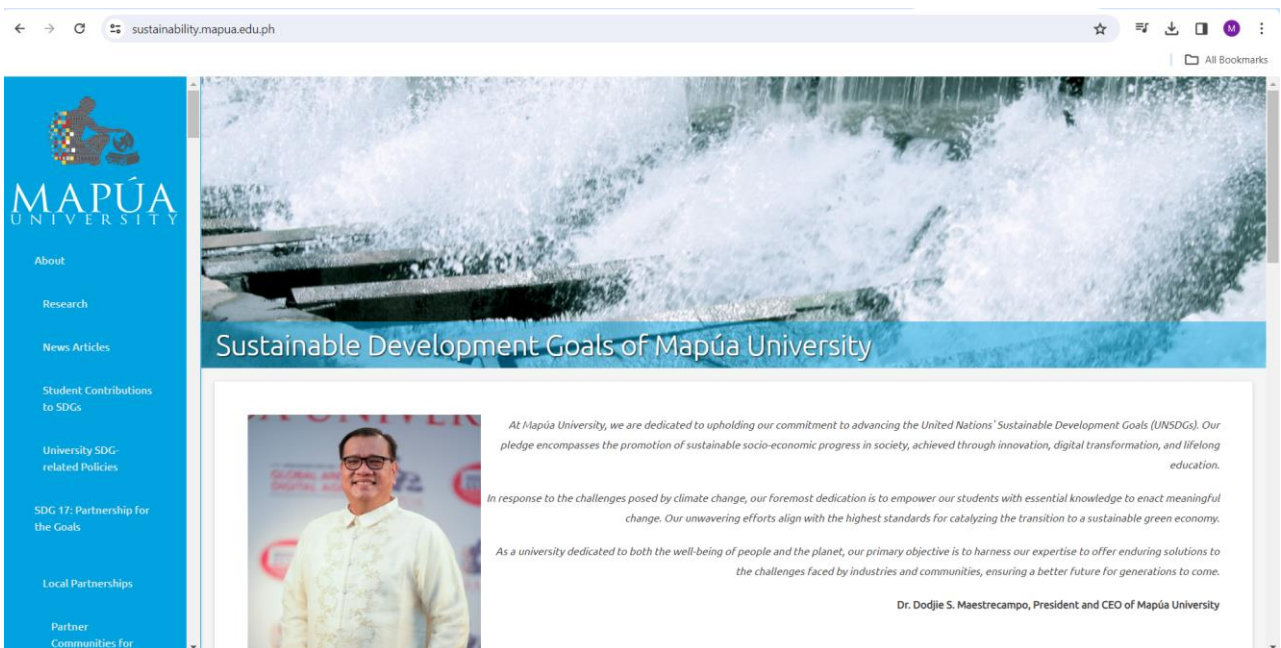 sustainability.mapua.edu.ph
M
All Bookmarks
MAPÚA
UNIVERSITY
About
Research
News Articles
Student Contributions
to SDGs
University SDG-
related Policies
SDG 17: Partnership for
the Goals
Local Partnerships
Partner
Communities for
Sustainable Development Goals of Mapúa University
At Mapúa University, we are dedicated to upholding our commitment to advancing the United Nations' Sustainable Development Goals (UNSDGs). Our
pledge encompasses the promotion of sustainable socio-economic progress in society, achieved through innovation, digital transformation, and lifelong
education.
In response to the challenges posed by climate change, our foremost dedication is to empower our students with essential knowledge to enact meaningful
change. Our unwavering efforts align with the highest standards for catalyzing the transition to a sustainable green economy.
As a university dedicated to both the well-being of people and the planet, our primary objective is to harness our expertise to offer enduring solutions to
the challenges faced by industries and communities, ensuring a better future for generations to come.
Dr. Dodjie S. Maestrecampo, President and CEO of Mapúa University